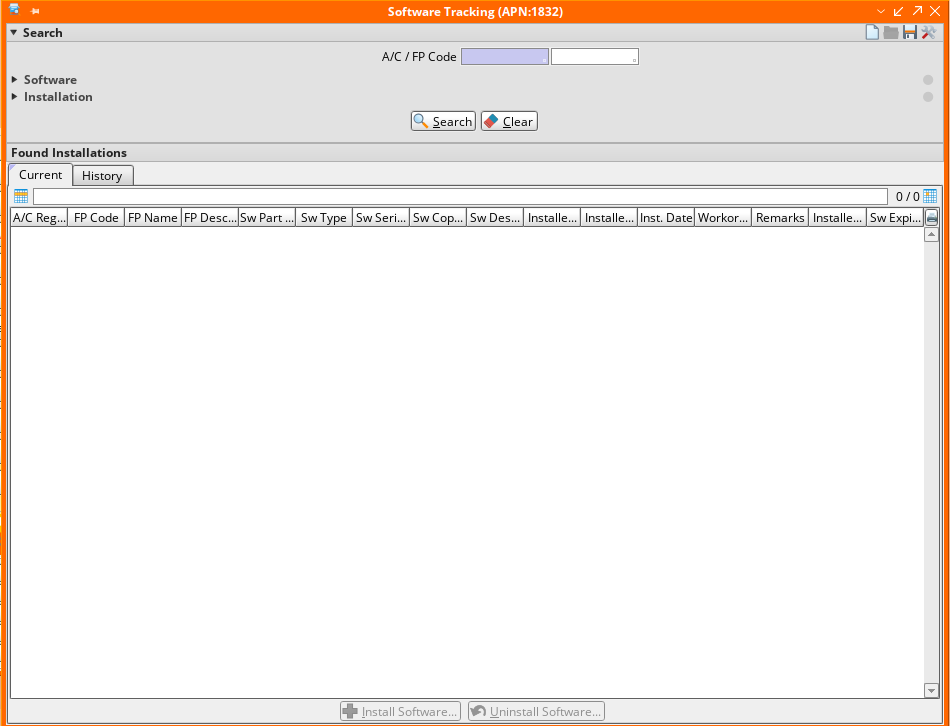 Software Tracking (APN:1832)
Search
A/C / FP Code
Software
Installation
Search Clear
Found Installations
Current History
0 / 0
A/C Reg... FP Code FP Name FP Desc... Sw Part ... Sw Type Sw Seri... Sw Cop... Sw Des... Installe... Installe... Inst. Date Workor... Remarks Installe... Sw Expi...
Install Software... Uninstall Software...